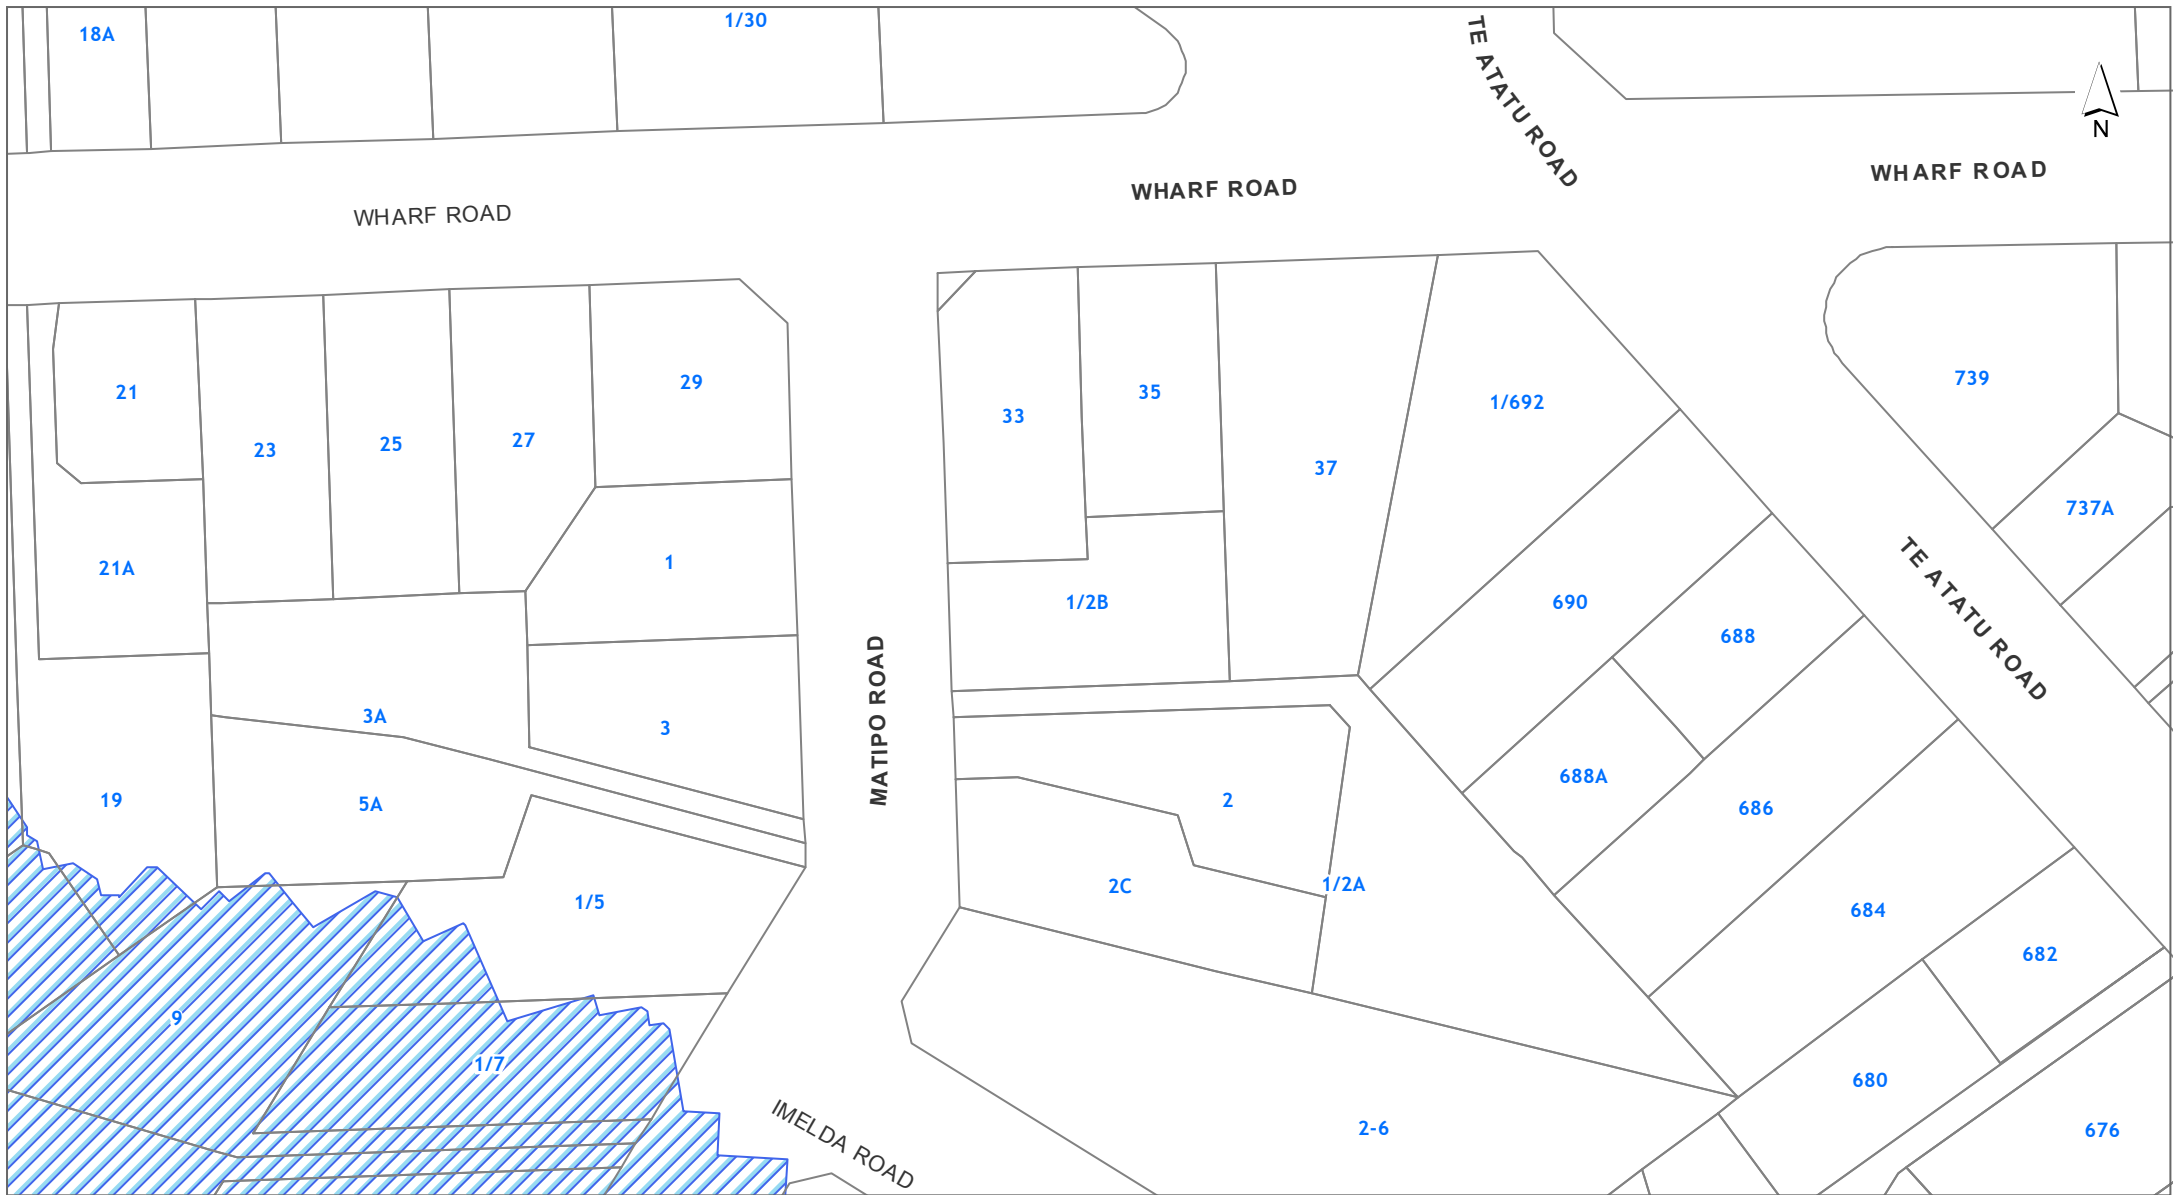 18A
1/30
TE ATATU ROAD
N
WHARF ROAD
WHARF ROAD
WHARF ROAD
21
23
25
27
29
33
35
37
1/692
739
737A
21A
1
1/2B
690
688
TE ATATU ROAD
MATIPO ROAD
3A
3
19
5A
2
688A
686
1/5
2C
1/2A
684
682
9
1/7
680
IMELDA ROAD
2-6
676